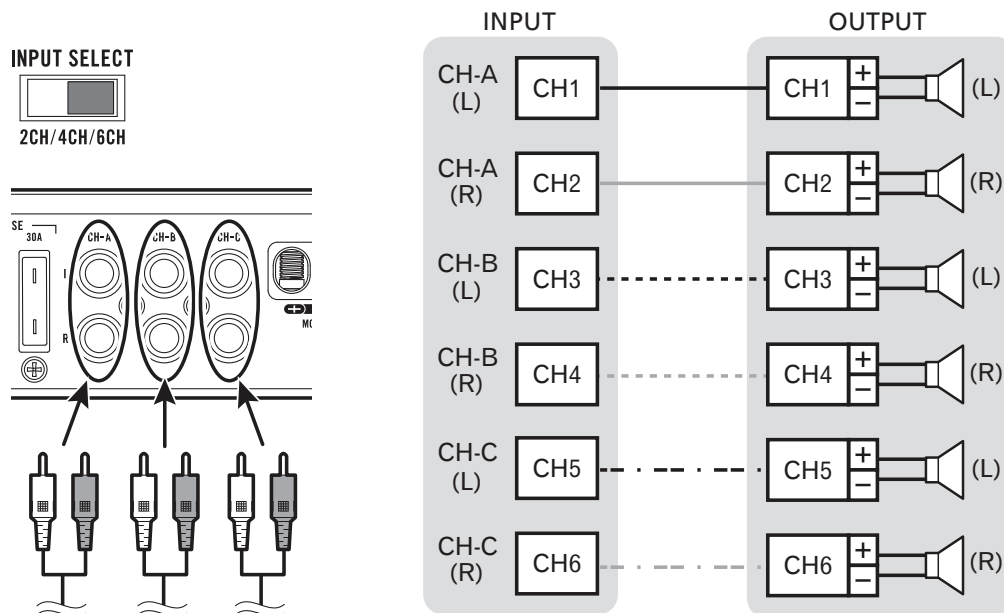 INPUT SELECT
2CH/4CH/6CH
SE
30A
CH-A
CH-B
CH-C
L
R
INPUT
OUTPUT
CH-A
(L)
CH1
CH1
+
−
(L)
CH-A
(R)
CH2
CH2
+
−
(R)
CH-B
(L)
CH3
CH3
+
−
(L)
CH-B
(R)
CH4
CH4
+
−
(R)
CH-C
(L)
CH5
CH5
+
−
(L)
CH-C
(R)
CH6
CH6
+
−
(R)